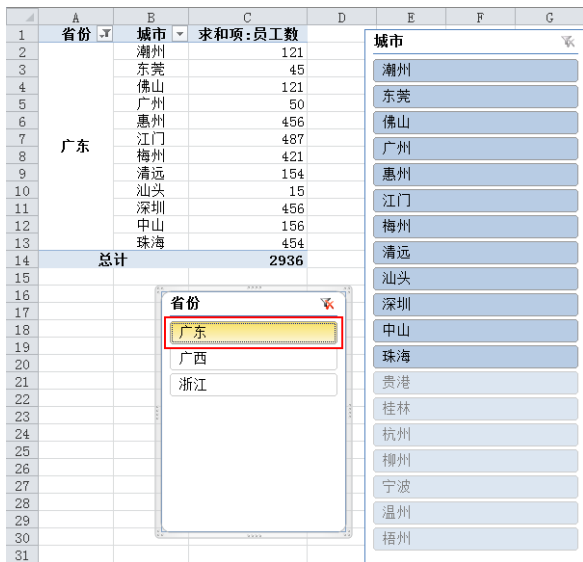 A B C D E F G
1 省份 城市 求和项:员工数
2 潮州 121
3 东莞 45
4 佛山 121
5 广州 50
6 惠州 456
7 江门 487
8 广东 梅州 421
9 清远 154
10 汕头 15
11 深圳 456
12 中山 156
13 珠海 454
14 总计 2936
15
16
17
18
19
20
21
22
23
24
25
26
27
28
29
30
31
省份
广东
广西
浙江
城市
潮州
东莞
佛山
广州
惠州
江门
梅州
清远
汕头
深圳
中山
珠海
贵港
桂林
杭州
柳州
宁波
温州
梧州